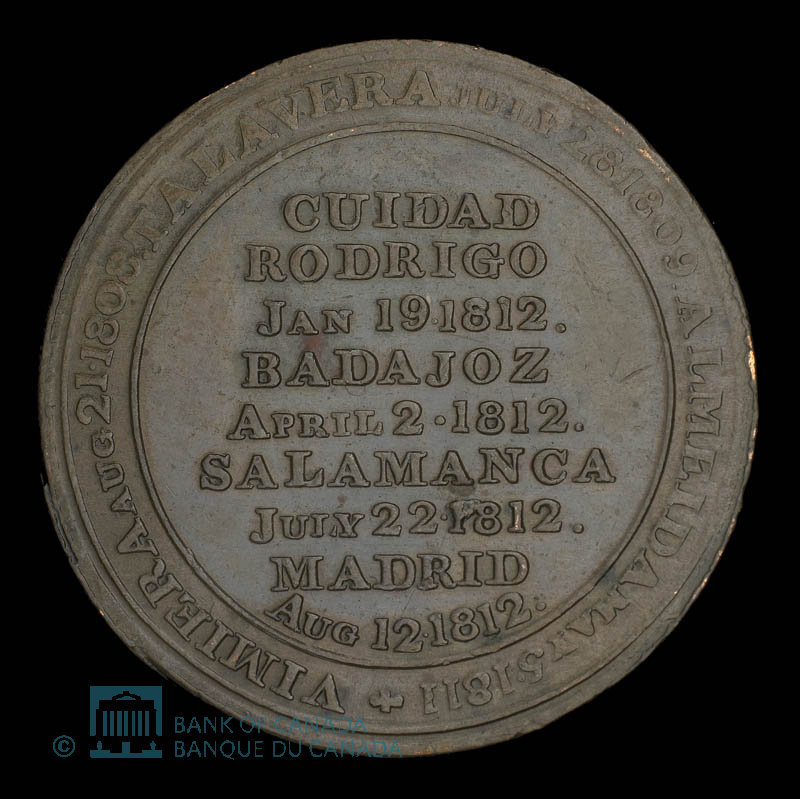 VIMIERA AUG 21·1808. TALAVERA JULY 28·1809. ALMEIDA MAY 5 1811
CUIDAD
RODRIGO
JAN 19·1812.
BADAJOZ
APRIL 2·1812.
SALAMANCA
JULY 22·1812.
MADRID
AUG 12·1812.
© BANK OF CANADA
BANQUE DU CANADA